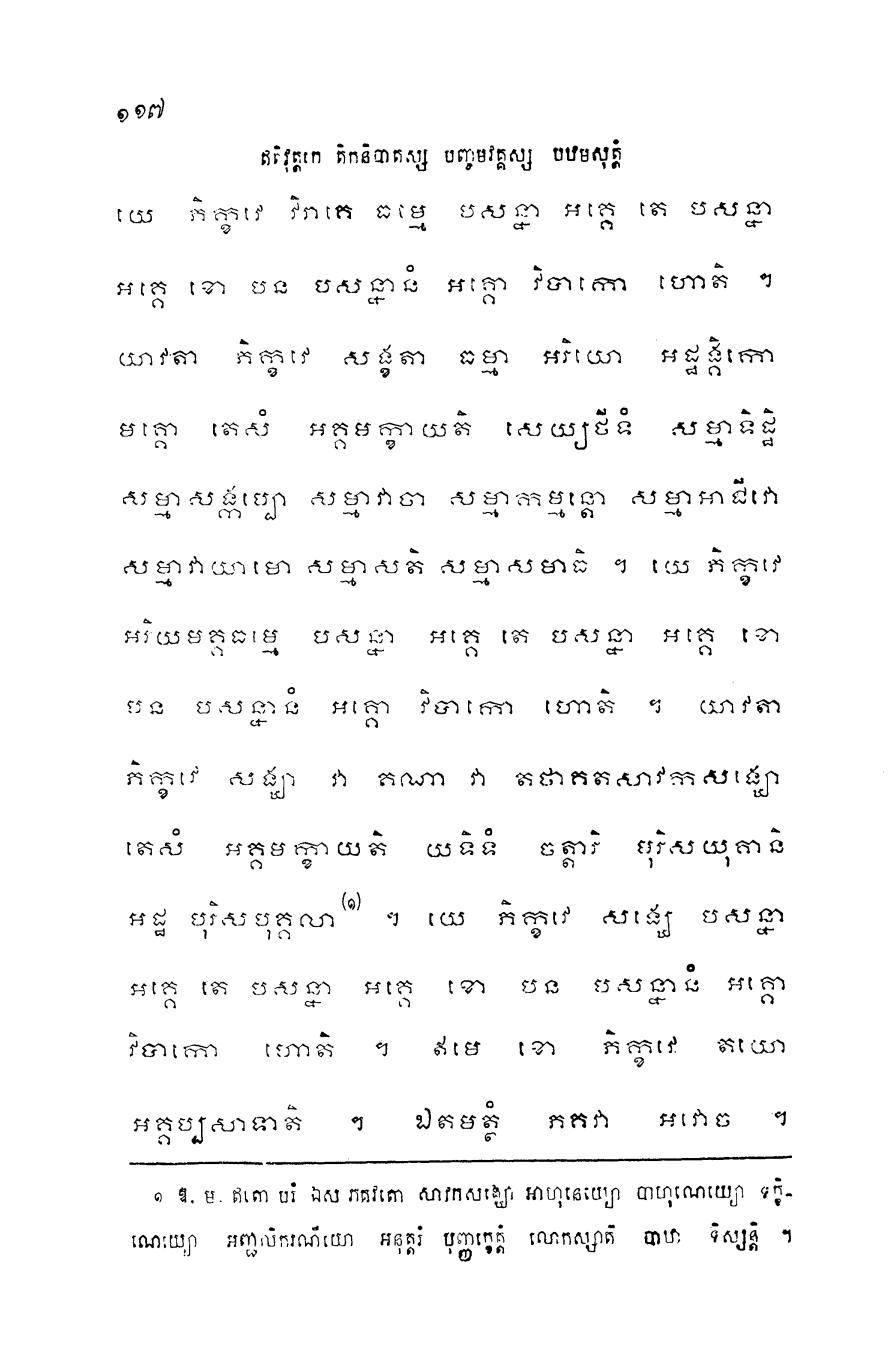 ១១៧
ឥតិវុត្តកេ តិកនិបាតស្ស បញ្ចមវគ្គស្ស បឋមសុត្តំ
យេ ភិក្ខវេ វិរាគេ ធម្មេ បសន្នា អគ្គេ តេ បសន្នា
អគ្គេ ខោ បន បសន្នានំ អគ្គោ វិបាកោ ហោតិ ។
យាវតា ភិក្ខវេ សង្ខតា ធម្មា អរិយោ អដ្ឋង្គិកោ
មគ្គោ តេសំ អគ្គមក្ខាយតិ សេយ្យថីទំ សម្មាទិដ្ឋិ
សម្មាសង្កប្បោ សម្មាវាចា សម្មាកម្មន្តោ សម្មាអាជីវោ
សម្មាវាយាមោ សម្មាសតិ សម្មាសមាធិ ។ យេ ភិក្ខវេ
អរិយមគ្គធម្មេ បសន្នា អគ្គេ តេ បសន្នា អគ្គេ ខោ
បន បសន្នានំ អគ្គោ វិបាកោ ហោតិ ។ យាវតា
ភិក្ខវេ សង្ឃា វា គណា វា តថាគតសាវកសង្ឃោ
តេសំ អគ្គមក្ខាយតិ យទិទំ ចត្តារិ បុរិសយុគានិ
អដ្ឋ បុរិសបុគ្គលា(១) ។ យេ ភិក្ខវេ សង្ឃេ បសន្នា
អគ្គេ តេ បសន្នា អគ្គេ ខោ បន បសន្នានំ អគ្គោ
វិបាកោ ហោតិ ។ ឥមេ ខោ ភិក្ខវេ តយោ
អគ្គប្បសាទាតិ ។ ឯតមត្ថំ ភគវា អវោច ។
១ ឱ. ម. ឥតោ បរំ ឯស ភគវតោ សាវកសង្ឃោ អាហុនេយ្យោ បាហុណេយ្យោ ទក្ខិ-
ណេយ្យោ អញ្ជលិករណីយោ អនុត្តរំ បុញ្ញក្ខេត្តំ លោកស្សាតិ បាឋា ទិស្សន្តិ ។